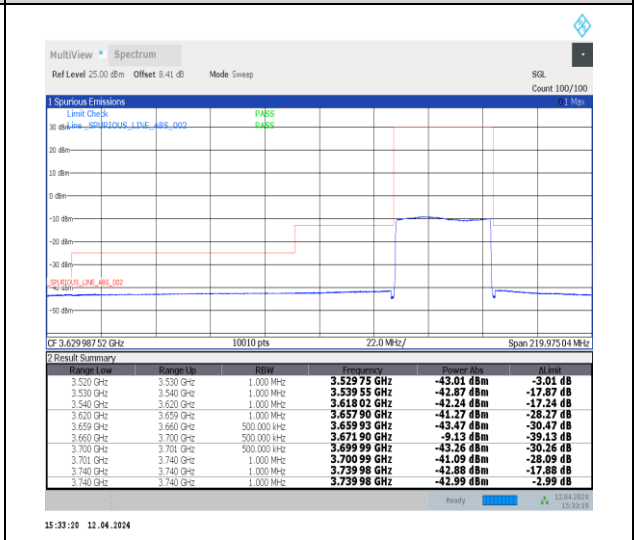 MultiView Spectrum
Ref Level 25.00 dBm Offset 8.41 dB Mode Sweep SGL
Count 100/100
1 Spurious Emissions 1 Max
Limit Check PASS
30 dBm Line _SPURIOUS_LINE_ABS_002 PASS
20 dBm
10 dBm
0 dBm
-10 dBm
-20 dBm
-30 dBm
SPURIOUS_LINE_ABS_002
-40 dBm
-50 dBm
CF 3.629 987 52 GHz 10010 pts 22.0 MHz/ Span 219.975 04 MHz
2 Result Summary
Range Low Range Up RBW Frequency Power Abs ΔLimit
3.520 GHz 3.530 GHz 1.000 MHz 3.529 75 GHz -43.01 dBm -3.01 dB
3.530 GHz 3.540 GHz 1.000 MHz 3.539 55 GHz -42.87 dBm -17.87 dB
3.540 GHz 3.620 GHz 1.000 MHz 3.618 02 GHz -42.24 dBm -17.24 dB
3.620 GHz 3.659 GHz 1.000 MHz 3.657 90 GHz -41.27 dBm -28.27 dB
3.659 GHz 3.660 GHz 500.000 kHz 3.659 93 GHz -43.47 dBm -30.47 dB
3.660 GHz 3.700 GHz 500.000 kHz 3.671 90 GHz -9.13 dBm -39.13 dB
3.700 GHz 3.701 GHz 500.000 kHz 3.699 99 GHz -43.26 dBm -30.26 dB
3.701 GHz 3.740 GHz 1.000 MHz 3.700 99 GHz -41.09 dBm -28.09 dB
3.740 GHz 3.740 GHz 1.000 MHz 3.739 98 GHz -42.88 dBm -17.88 dB
3.740 GHz 3.740 GHz 1.000 MHz 3.739 98 GHz -42.99 dBm -2.99 dB
Ready 12.04.2024
15:33:19
15:33:20 12.04.2024